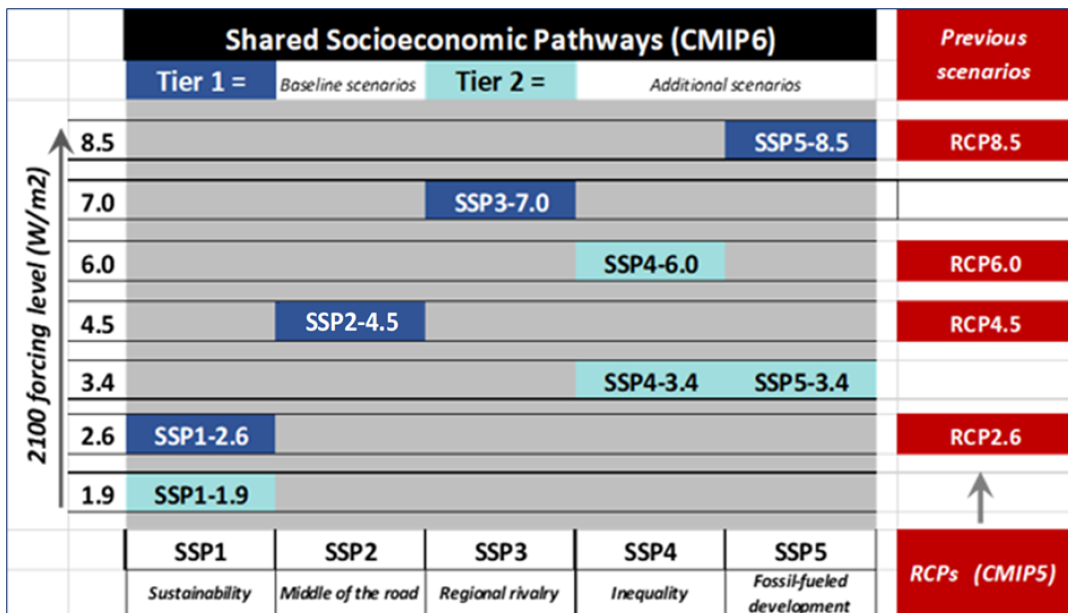 Shared Socioeconomic Pathways (CMIP6)
Previous
scenarios
Tier 1 = Baseline scenarios Tier 2 = Additional scenarios
2100 forcing level (W/m2)
8.5 SSP5-8.5 RCP8.5
7.0 SSP3-7.0
6.0 SSP4-6.0 RCP6.0
4.5 SSP2-4.5 RCP4.5
3.4 SSP4-3.4 SSP5-3.4
2.6 SSP1-2.6 RCP2.6
1.9 SSP1-1.9
SSP1 SSP2 SSP3 SSP4 SSP5
RCPs (CMIP5)
Sustainability Middle of the road Regional rivalry Inequality Fossil-fueled
development